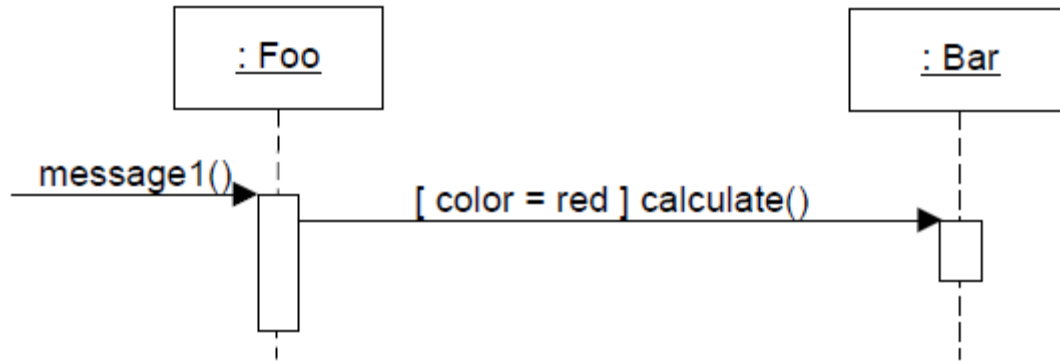 : Foo
: Bar
message1()
[ color = red ] calculate()